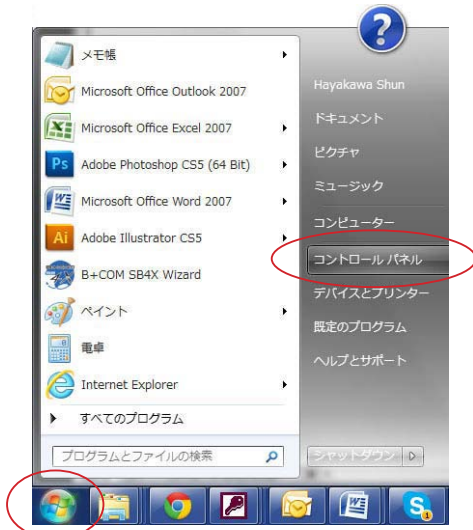 メモ帳
Microsoft Office Outlook 2007
Microsoft Office Excel 2007
Adobe Photoshop CS5 (64 Bit)
Microsoft Office Word 2007
Adobe Illustrator CS5
B+COM SB4X Wizard
ペイント
電卓
Internet Explorer
すべてのプログラム
プログラムとファイルの検索
Hayakawa Shun
ドキュメント
ピクチャ
ミュージック
コンピューター
コントロール パネル
デバイスとプリンター
既定のプログラム
ヘルプとサポート
シャットダウン